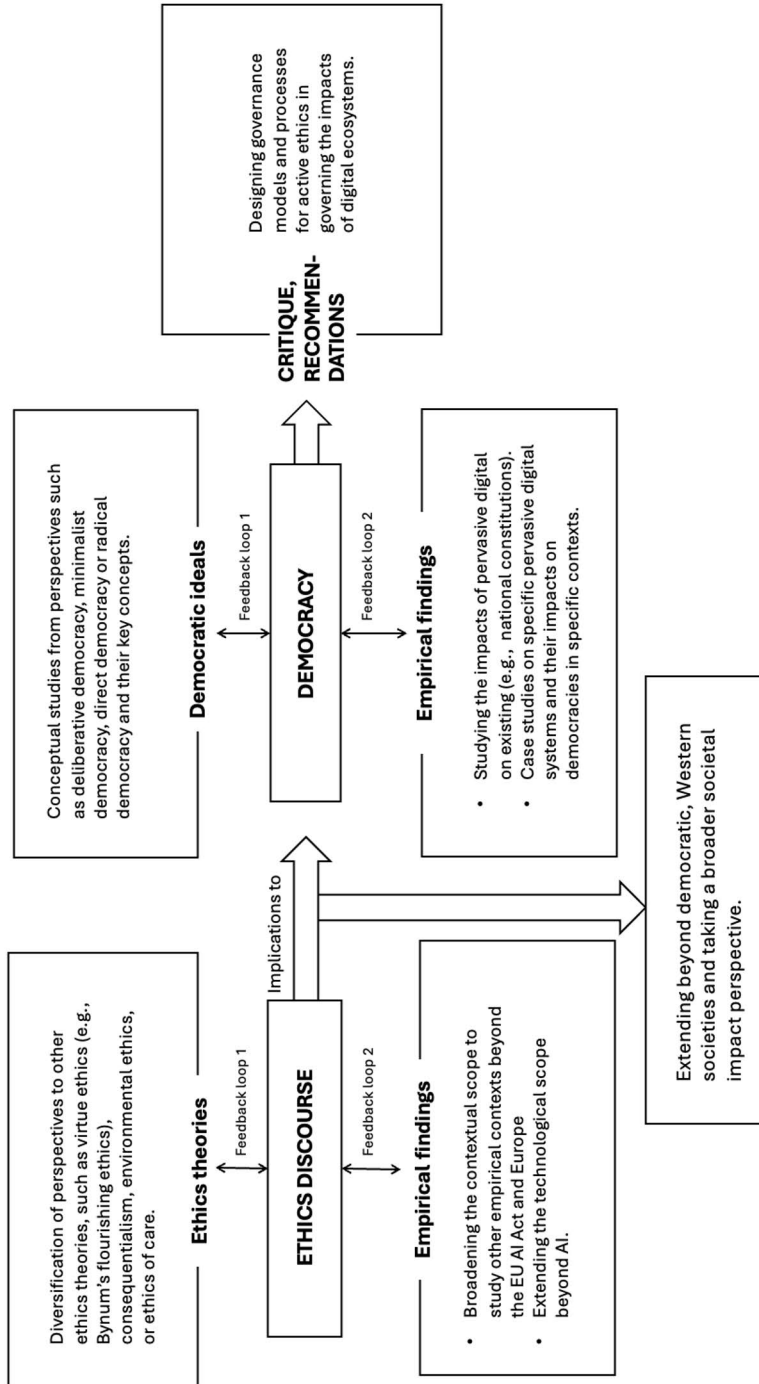 Diversification of perspectives to other
ethics theories, such as virtue ethics (e.g.,
Bynum's flourishing ethics),
consequentialism, environmental ethics,
or ethics of care.
Ethics theories
Feedback loop 1
ETHICS DISCOURSE
Feedback loop 2
Empirical findings
• Broadening the contextual scope to
study other empirical contexts beyond
the EU AI Act and Europe
• Extending the technological scope
beyond AI.
Implications to
Extending beyond democratic, Western
societies and taking a broader societal
impact perspective.
Conceptual studies from perspectives such
as deliberative democracy, minimalist
democracy, direct democracy or radical
democracy and their key concepts.
Democratic ideals
Feedback loop 1
DEMOCRACY
Feedback loop 2
Empirical findings
• Studying the impacts of pervasive digital
on existing (e.g., national constitutions).
• Case studies on specific pervasive digital
systems and their impacts on
democracies in specific contexts.
CRITIQUE,
RECOMMEN-
DATIONS
Designing governance
models and processes
for active ethics in
governing the impacts
of digital ecosystems.